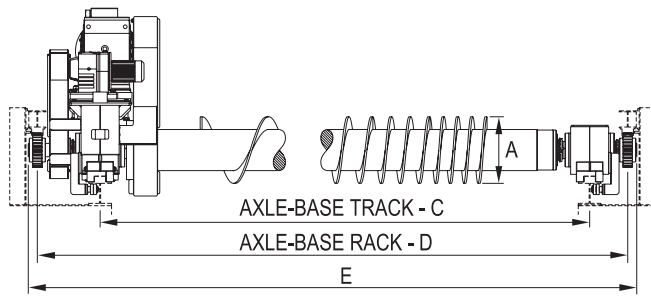 A
AXLE-BASE TRACK - C
AXLE-BASE RACK - D
E